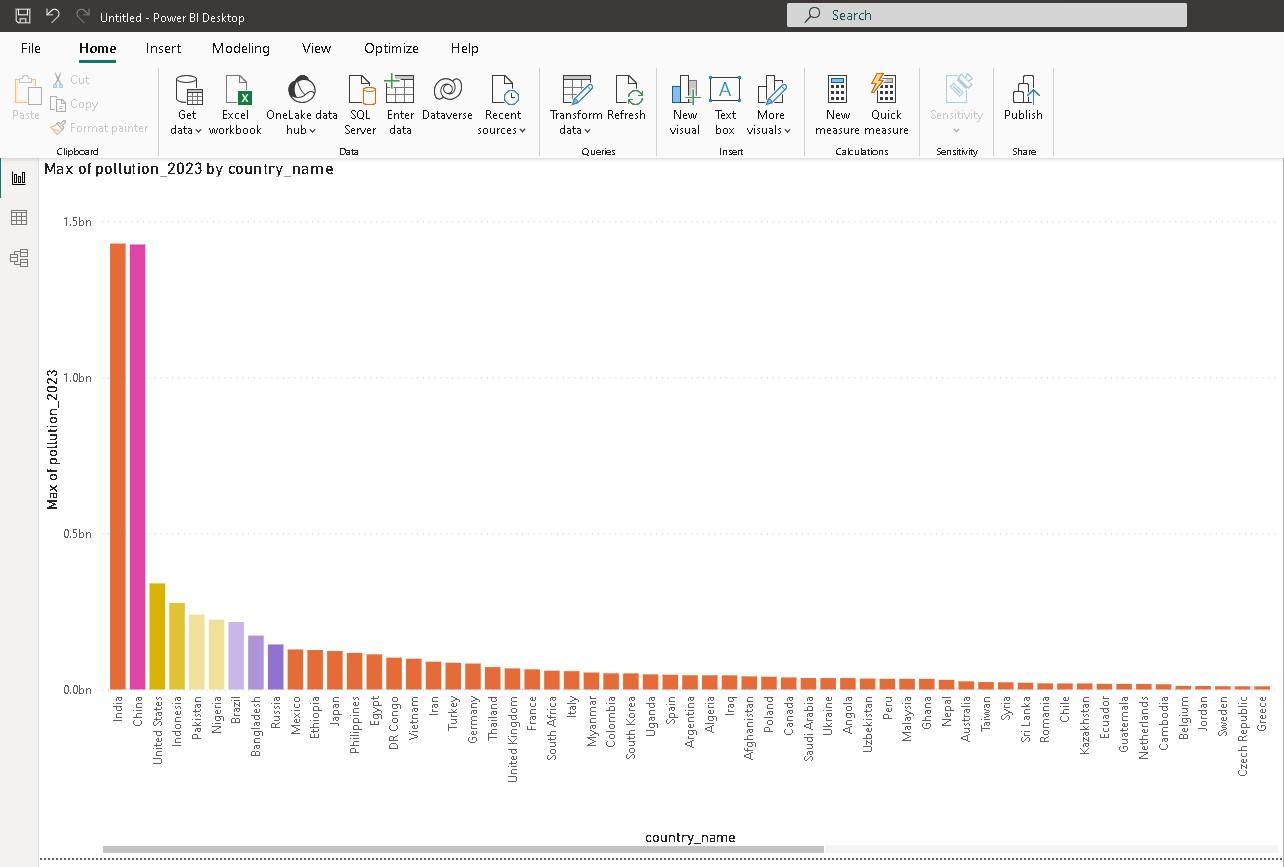 Untitled - Power BI Desktop
Search
File Home Insert Modeling View Optimize Help
Paste
Cut
Copy
Format painter
Clipboard
Get data
Excel workbook
OneLake data hub
SQL Server
Enter data
Dataverse
Recent sources
Data
Transform data
Refresh
Queries
New visual
Text box
More visuals
Insert
New measure
Quick measure
Calculations
Sensitivity
Sensitivity
Publish
Share
Max of pollution_2023 by country_name
Max of pollution_2023
1.5bn
1.0bn
0.5bn
0.0bn
India
China
United States
Indonesia
Pakistan
Nigeria
Brazil
Bangladesh
Russia
Mexico
Ethiopia
Japan
Philippines
Egypt
DR Congo
Vietnam
Iran
Turkey
Germany
Thailand
United Kingdom
France
South Africa
Italy
Myanmar
Colombia
South Korea
Uganda
Spain
Argentina
Algeria
Iraq
Afghanistan
Poland
Canada
Saudi Arabia
Ukraine
Angola
Uzbekistan
Peru
Malaysia
Ghana
Nepal
Australia
Taiwan
Syria
Sri Lanka
Romania
Chile
Kazakhstan
Ecuador
Guatemala
Netherlands
Cambodia
Belgium
Jordan
Sweden
Czech Republic
Greece
country_name